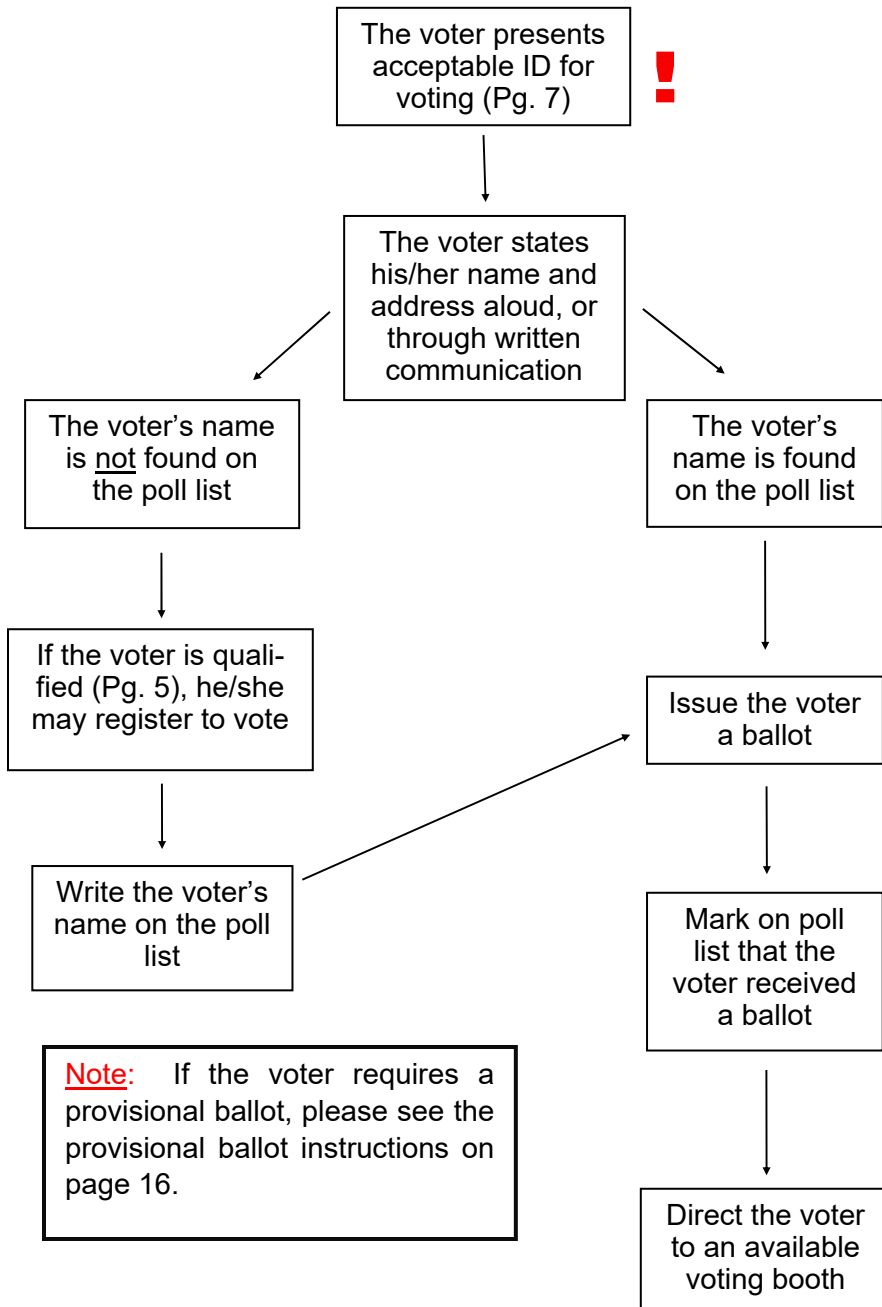 The voter presents
acceptable ID for
voting (Pg. 7)
!
The voter states
his/her name and
address aloud, or
through written
communication
The voter’s name
is not found on
the poll list
The voter’s
name is found
on the poll list
If the voter is quali-
fied (Pg. 5), he/she
may register to vote
Issue the voter
a ballot
Write the voter’s
name on the poll
list
Mark on poll
list that the
voter received
a ballot
Note: If the voter requires a
provisional ballot, please see the
provisional ballot instructions on
page 16.
Direct the voter
to an available
voting booth